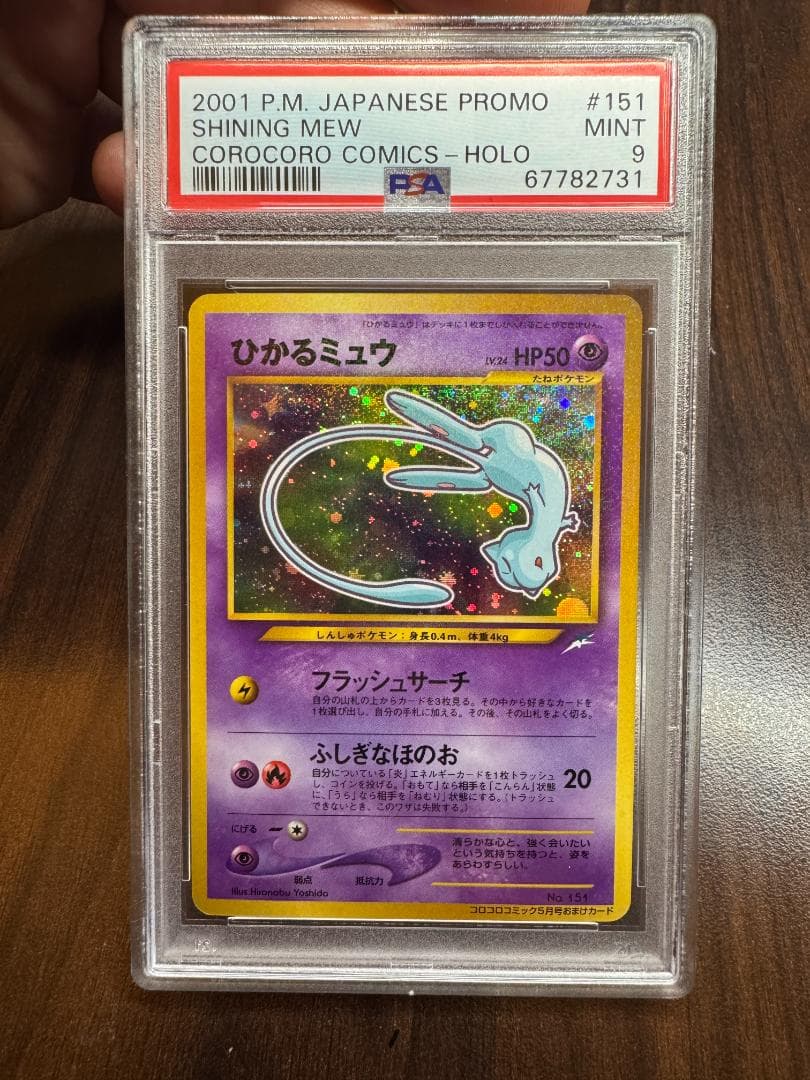 2001 P.M. JAPANESE PROMO #151
SHINING MEW MINT
COROCORO COMICS - HOLO 9
PSA 67782731
「ひかるミュウ」はデッキに1枚までしか入れることができません。
ひかるミュウ LV.24 HP50
たねポケモン
しんしゅポケモン：身長0.4m、体重4kg
フラッシュサーチ
自分の山札の上からカードを3枚見る。その中から好きなカードを
1枚選び出し、自分の手札に加える。その後、その山札をよく切る。
ふしぎなほのお 20
自分についている「炎」エネルギーカードを1枚トラッシュ
し、コインを投げる。「おもて」なら相手を「こんらん」状態
に、「うら」なら相手を「ねむり」状態にする。（トラッシュ
できないとき、このワザは失敗する。）
にげる
清らかな心と、強く会いたい
という気持ちを持つと、姿を
あらわすらしい。
弱点 抵抗力
Illus. Hironobu Yoshida No. 151
コロコロコミック5月号おまけカード